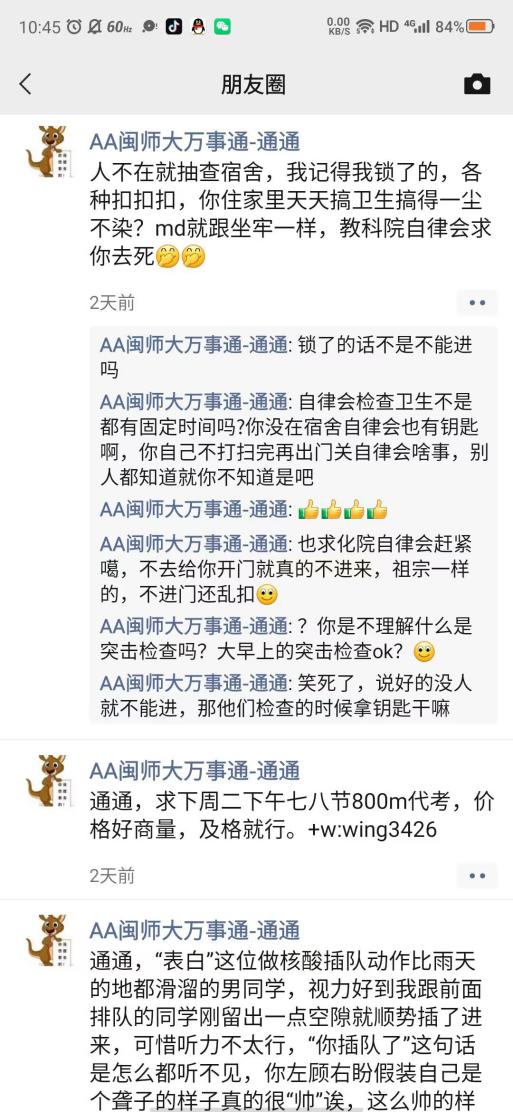 10:45 60Hz 0.00 KB/S HD 4G 84%
朋友圈
AA闽师大万事通-通通
人不在就抽查宿舍，我记得我锁了的，各
种扣扣扣，你住家里天天搞卫生搞得一尘
不染？md就跟坐牢一样，教科院自律会求
你去死🤭🤭
2天前
AA闽师大万事通-通通: 锁了的话不是不能进
吗
AA闽师大万事通-通通: 自律会检查卫生不是
都有固定时间吗?你没在宿舍自律会也有钥匙
啊，你自己不打扫完再出门关自律会啥事，别
人都知道就你不知道是吧
AA闽师大万事通-通通: 👍👍👍👍
AA闽师大万事通-通通: 也求化院自律会赶紧
噶，不去给你开门就真的不进来，祖宗一样
的，不进门还乱扣🙂
AA闽师大万事通-通通: ？你是不理解什么是
突击检查吗？大早上的突击检查ok？🙂
AA闽师大万事通-通通: 笑死了，说好的没人
就不能进，那他们检查的时候拿钥匙干嘛
AA闽师大万事通-通通
通通，求下周二下午七八节800m代考，价
格好商量，及格就行。+w:wing3426
2天前
AA闽师大万事通-通通
通通，“表白”这位做核酸插队动作比雨天
的地都滑溜的男同学，视力好到我跟前面
排队的同学刚留出一点空隙就顺势插了进
来，可惜听力不太行，“你插队了”这句话
是怎么都听不见，你左顾右盼假装自己是
个聋子的样子真的很“帅”诶，这么帅的样